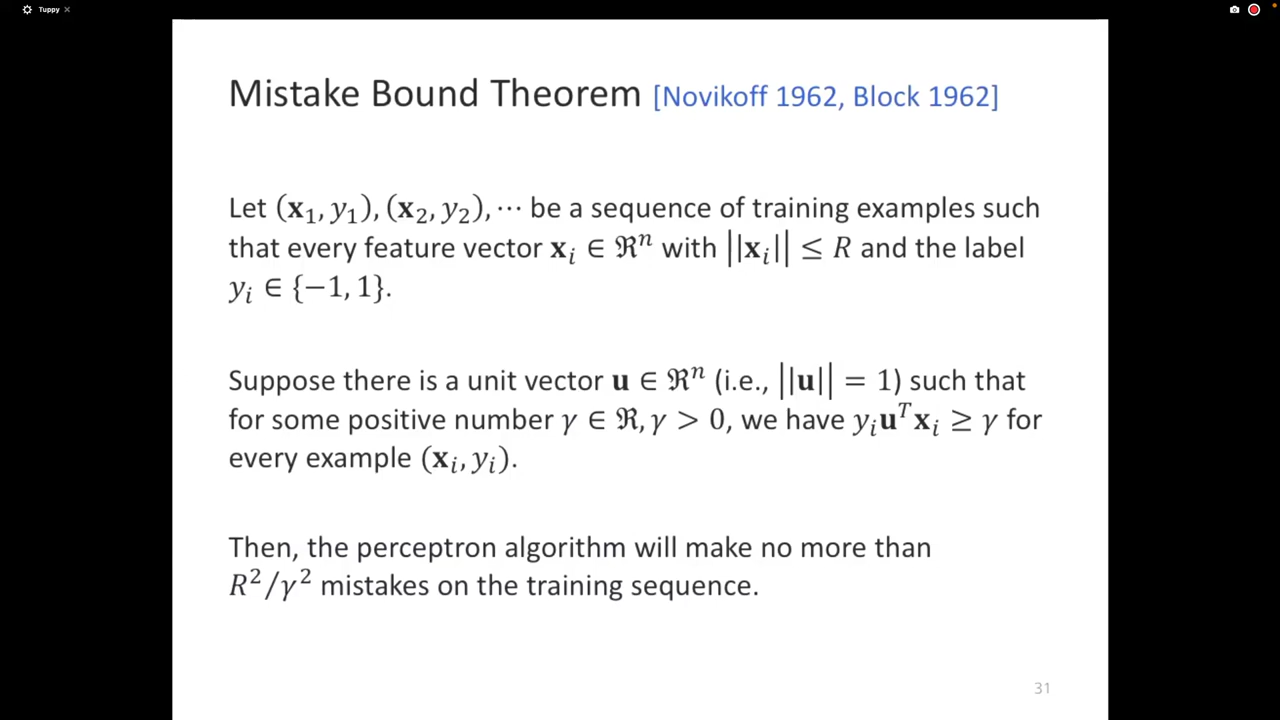 Tuppy
Mistake Bound Theorem [Novikoff 1962, Block 1962]
Let (𝐱₁, y₁), (𝐱₂, y₂), ⋯ be a sequence of training examples such
that every feature vector 𝐱ᵢ ∈ ℜⁿ with ||𝐱ᵢ|| ≤ R and the label
yᵢ ∈ {−1, 1}.
Suppose there is a unit vector 𝐮 ∈ ℜⁿ (i.e., ||𝐮|| = 1) such that
for some positive number γ ∈ ℜ, γ > 0, we have yᵢ𝐮ᵀ𝐱ᵢ ≥ γ for
every example (𝐱ᵢ, yᵢ).
Then, the perceptron algorithm will make no more than
R²/γ² mistakes on the training sequence.
31